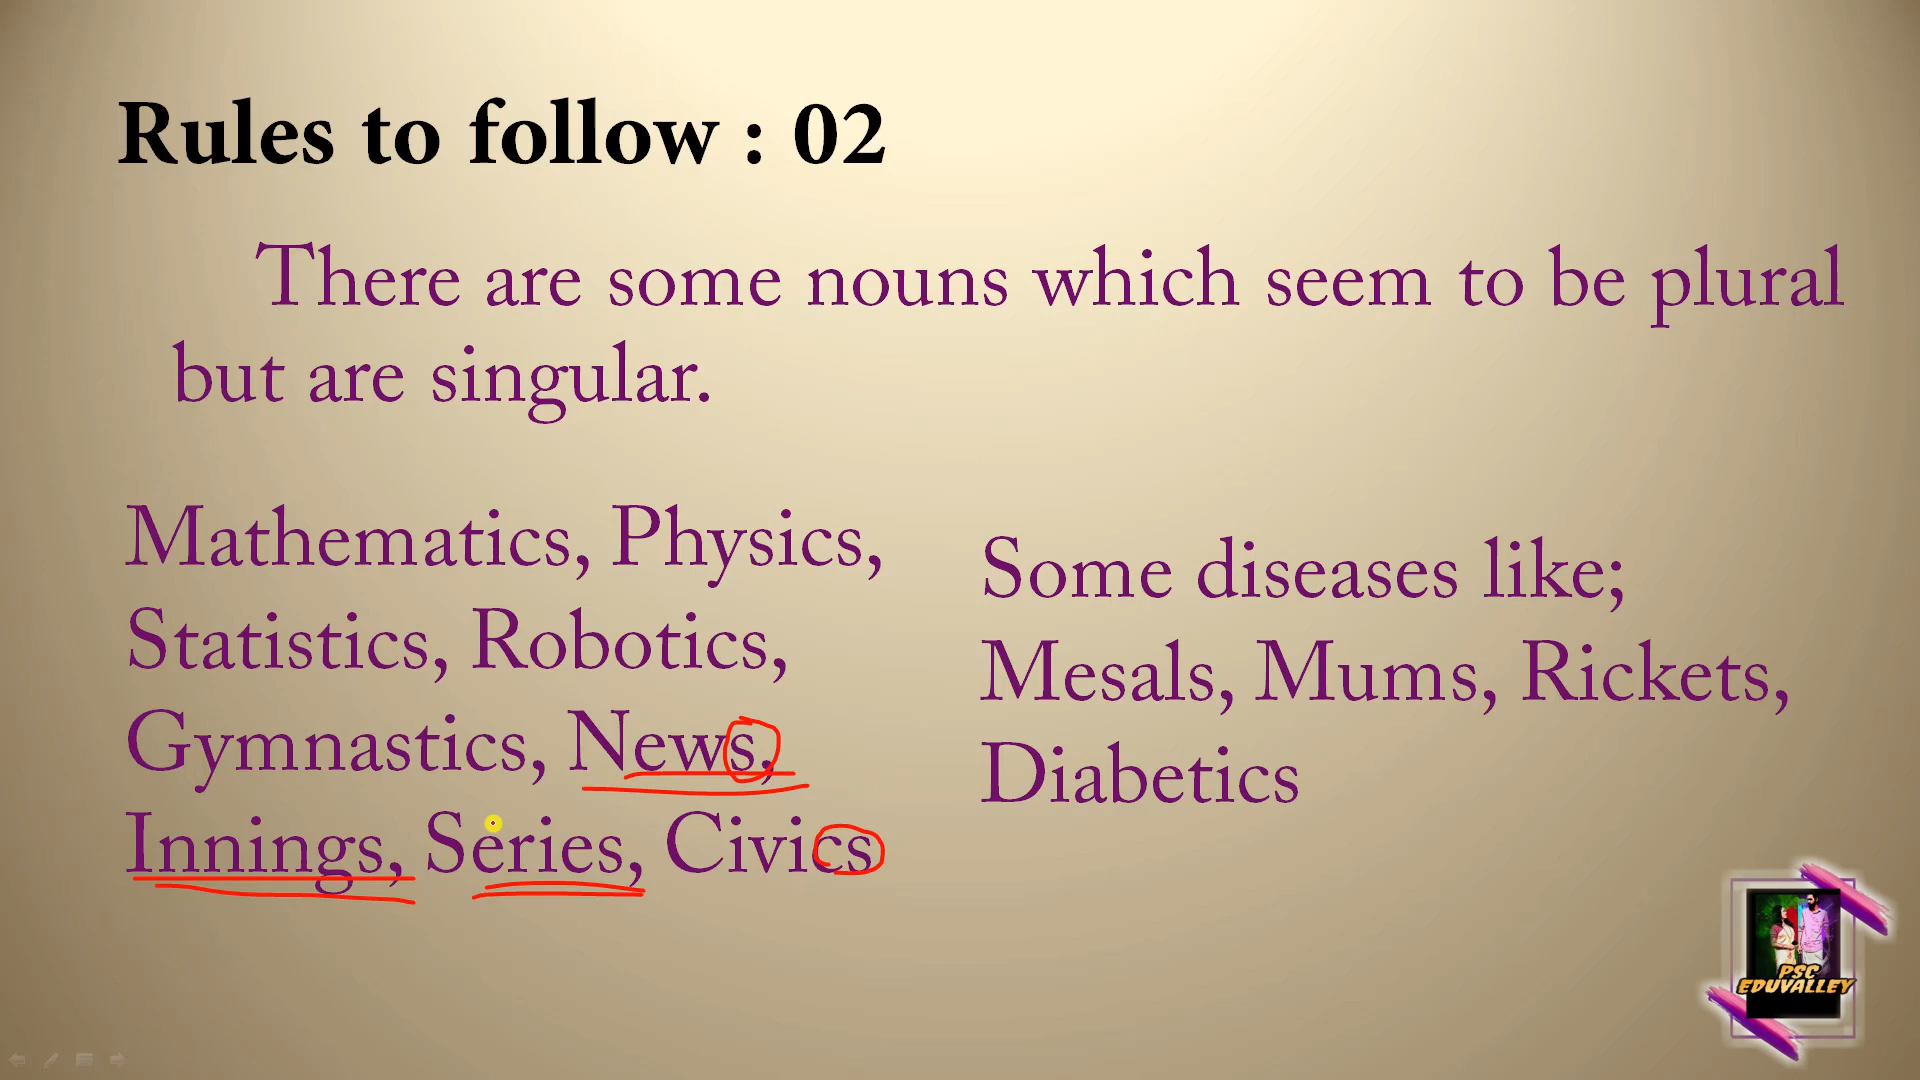 Rules to follow : 02
There are some nouns which seem to be plural
but are singular.
Mathematics, Physics,
Statistics, Robotics,
Gymnastics, News,
Innings, Series, Civics
Some diseases like;
Mesals, Mums, Rickets,
Diabetics
PSC
EDUVALLEY